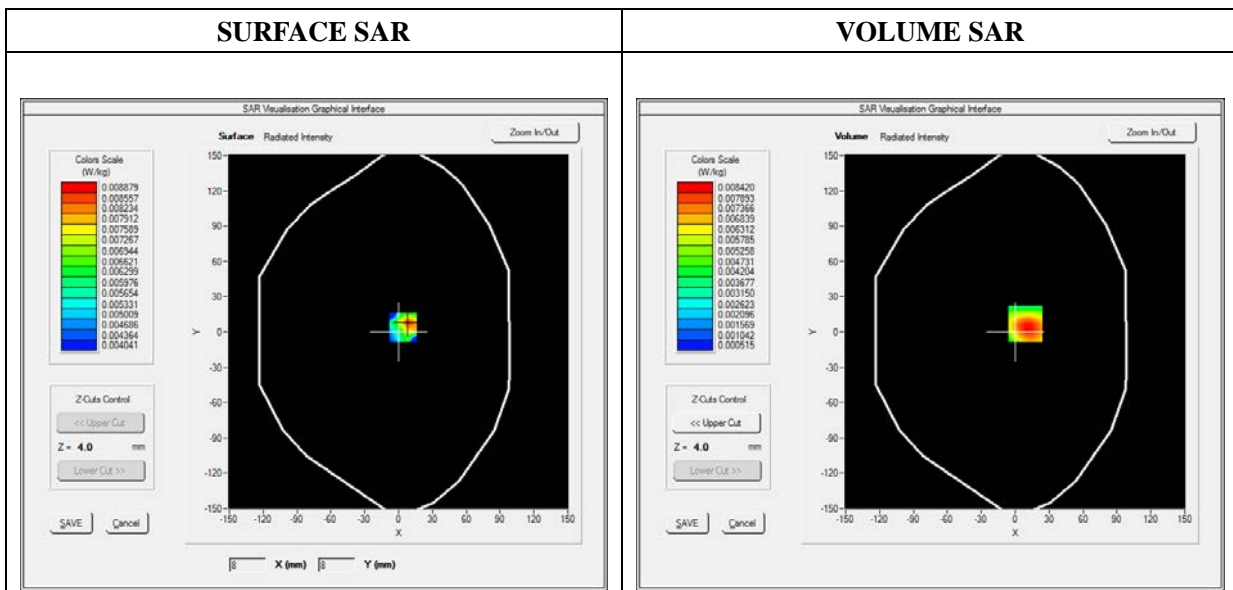 SURFACE SAR
VOLUME SAR
SAR Visualisation Graphical Interface
Surface Radiated Intensity
Zoom In/Out
Colors Scale
(W/kg)
0.008879
0.008557
0.008234
0.007912
0.007589
0.007267
0.006944
0.006621
0.006299
0.005976
0.005654
0.005331
0.005009
0.004686
0.004364
0.004041
Z-Cuts Control
<< Upper Cut
Z = 4.0 mm
Lower Cut >>
SAVE Cancel
150
120
90
60
30
0
-30
-60
-90
-120
-150
Y
-150 -120 -90 -60 -30 0 30 60 90 120 150
X
8 X (mm) 8 Y (mm)
SAR Visualisation Graphical Interface
Volume Radiated Intensity
Zoom In/Out
Colors Scale
(W/kg)
0.008420
0.007893
0.007366
0.006839
0.006312
0.005785
0.005258
0.004731
0.004204
0.003677
0.003150
0.002623
0.002096
0.001569
0.001042
0.000515
Z-Cuts Control
<< Upper Cut
Z = 4.0 mm
Lower Cut >>
SAVE Cancel
150
120
90
60
30
0
-30
-60
-90
-120
-150
Y
-150 -120 -90 -60 -30 0 30 60 90 120 150
X